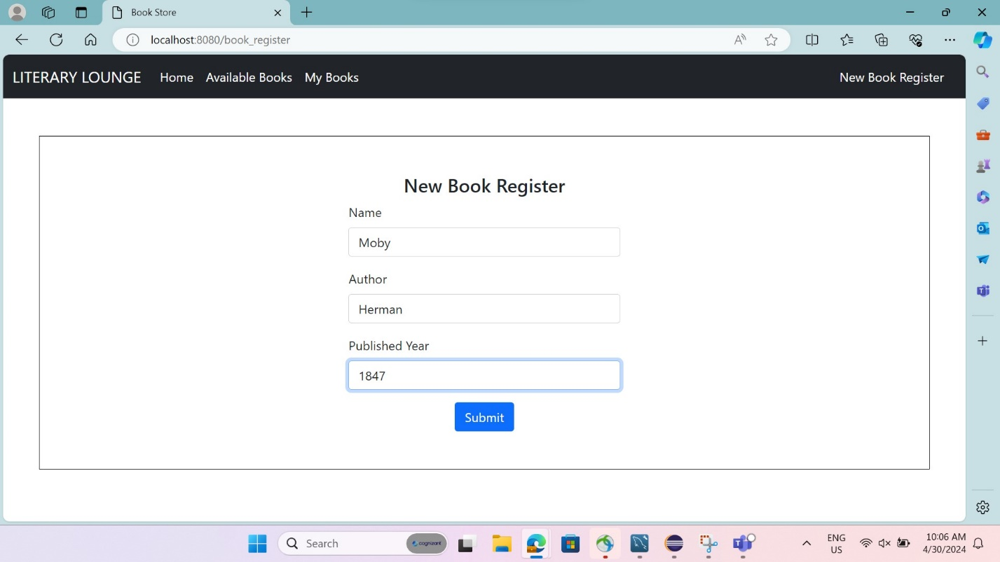 Book Store
localhost:8080/book_register
LITERARY LOUNGE Home Available Books My Books New Book Register
New Book Register
Name
Moby
Author
Herman
Published Year
1847
Submit
Search cognizant
ENG
US
10:06 AM
4/30/2024